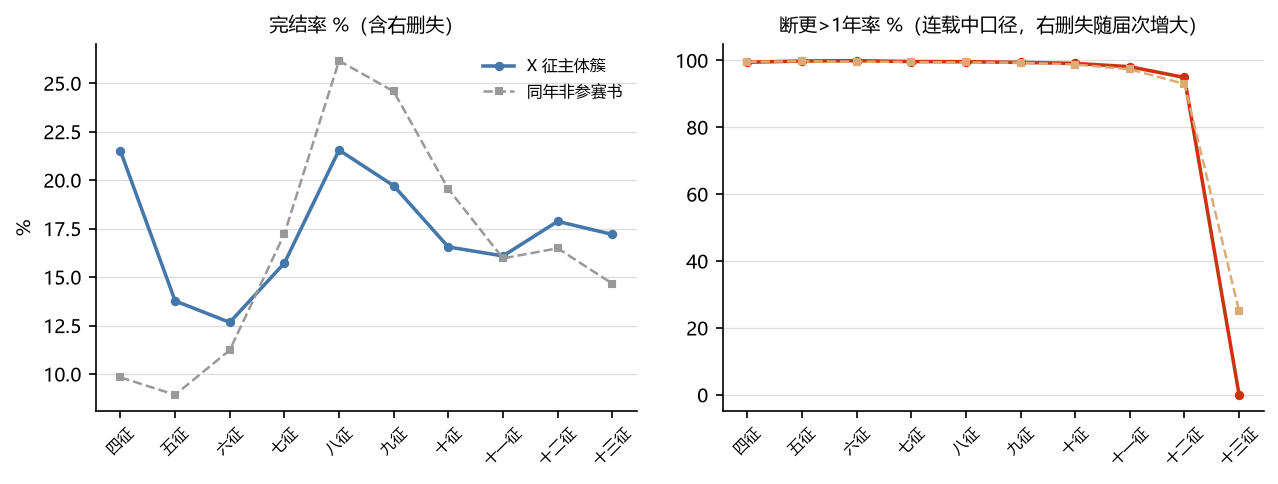 完结率 %（含右删失）
X 征主体簇
同年非参赛书
%
25.0
22.5
20.0
17.5
15.0
12.5
10.0
四征
五征
六征
七征
八征
九征
十征
十一征
十二征
十三征
断更>1年率 %（连载中口径，右删失随届次增大）
100
80
60
40
20
0
四征
五征
六征
七征
八征
九征
十征
十一征
十二征
十三征